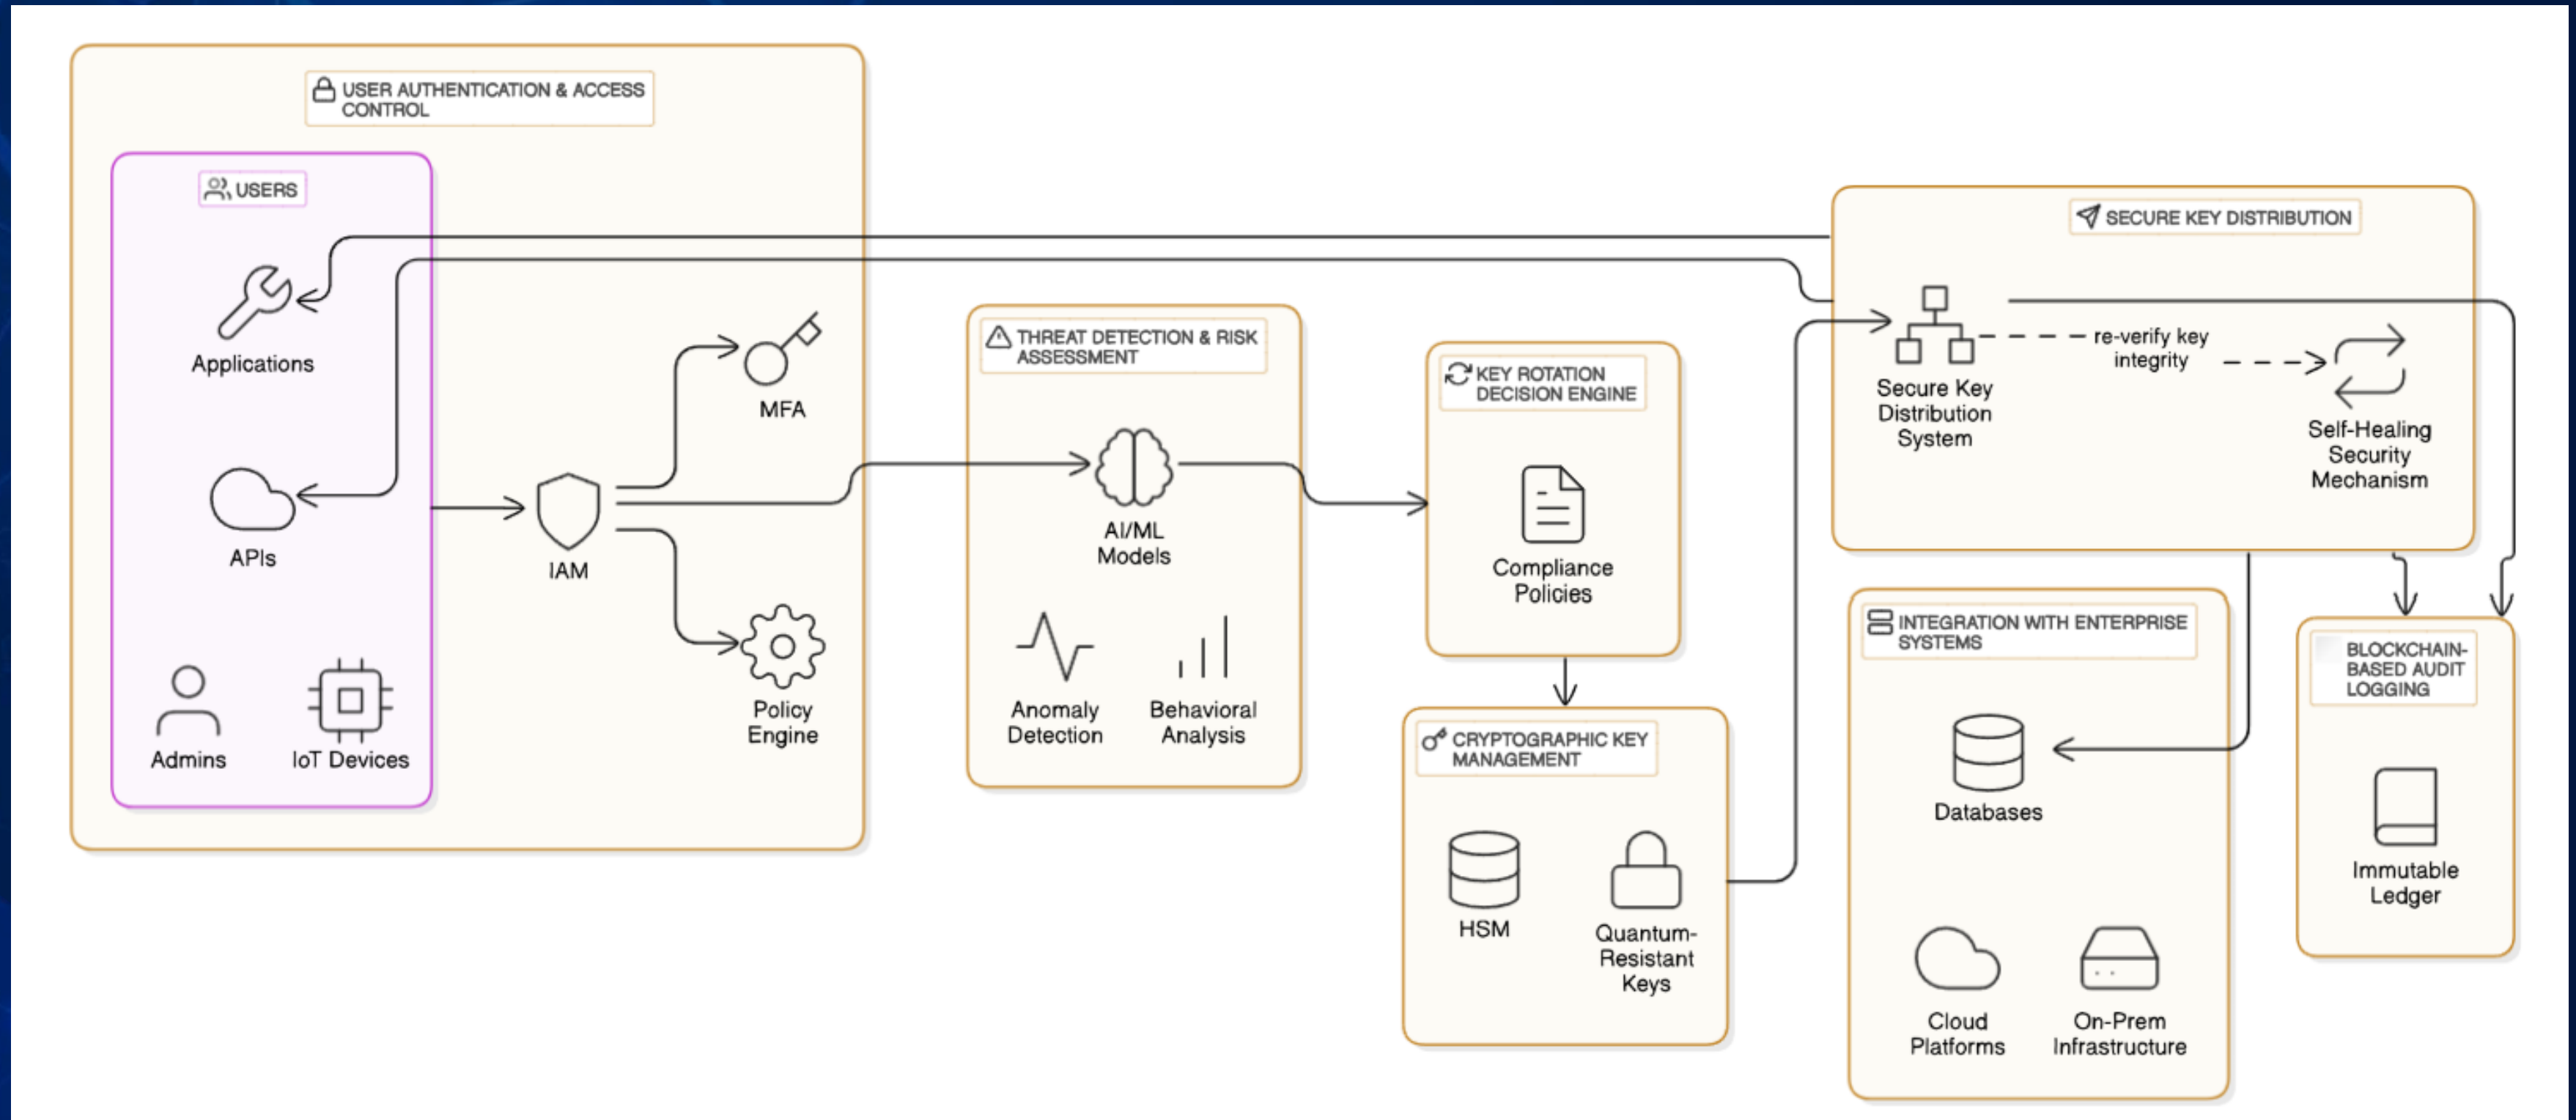 USER AUTHENTICATION & ACCESS
CONTROL
USERS
Applications
APIs
Admins
IoT Devices
IAM
MFA
Policy
Engine
THREAT DETECTION & RISK
ASSESSMENT
AI/ML
Models
Anomaly
Detection
Behavioral
Analysis
KEY ROTATION
DECISION ENGINE
Compliance
Policies
CRYPTOGRAPHIC KEY
MANAGEMENT
HSM
Quantum-
Resistant
Keys
SECURE KEY DISTRIBUTION
Secure Key
Distribution
System
re-verify key
integrity
Self-Healing
Security
Mechanism
INTEGRATION WITH ENTERPRISE
SYSTEMS
Databases
Cloud
Platforms
On-Prem
Infrastructure
BLOCKCHAIN-
BASED AUDIT
LOGGING
Immutable
Ledger